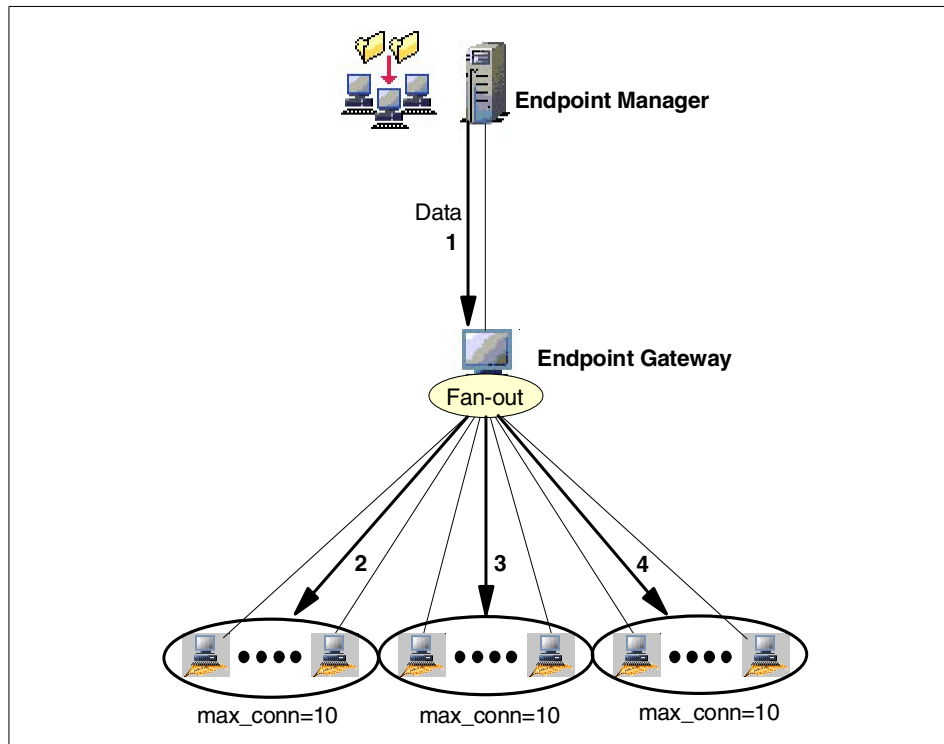 Endpoint Manager
Data
1
Endpoint Gateway
Fan-out
2
3
4
max_conn=10
max_conn=10
max_conn=10